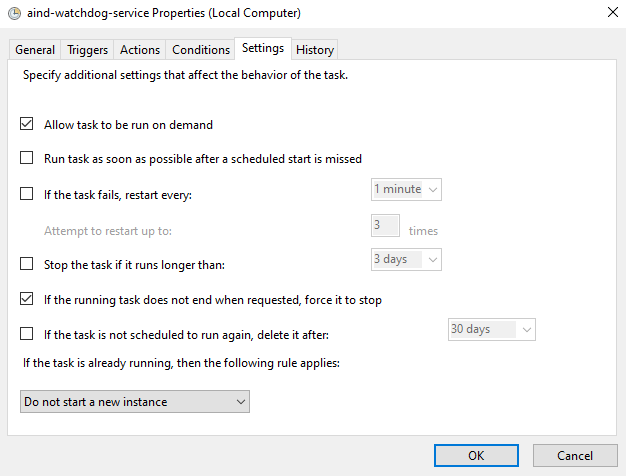 aind-watchdog-service Properties (Local Computer)
General Triggers Actions Conditions Settings History
Specify additional settings that affect the behavior of the task.
Allow task to be run on demand
Run task as soon as possible after a scheduled start is missed
If the task fails, restart every: 1 minute
Attempt to restart up to: 3 times
Stop the task if it runs longer than: 3 days
If the running task does not end when requested, force it to stop
If the task is not scheduled to run again, delete it after: 30 days
If the task is already running, then the following rule applies:
Do not start a new instance
OK Cancel